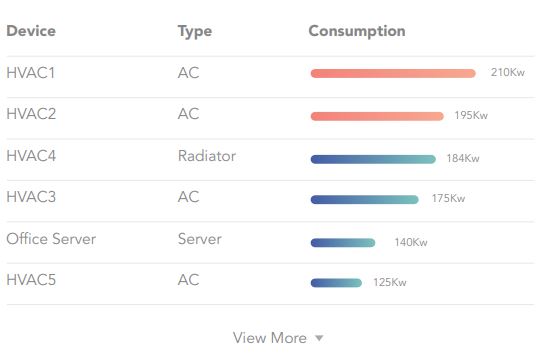 Device Type Consumption
HVAC1 AC 210Kw
HVAC2 AC 195Kw
HVAC4 Radiator 184Kw
HVAC3 AC 175Kw
Office Server Server 140Kw
HVAC5 AC 125Kw
View More